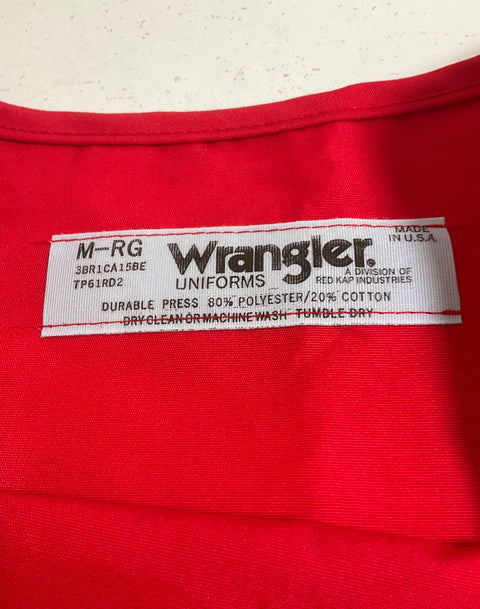 M-RG
3BR1CA15BE
TP61RD2
Wrangler.
UNIFORMS
MADE
IN U.S.A.
A DIVISION OF
RED KAP INDUSTRIES
DURABLE PRESS 80% POLYESTER/20% COTTON
DRY CLEAN OR MACHINE WASH TUMBLE DRY